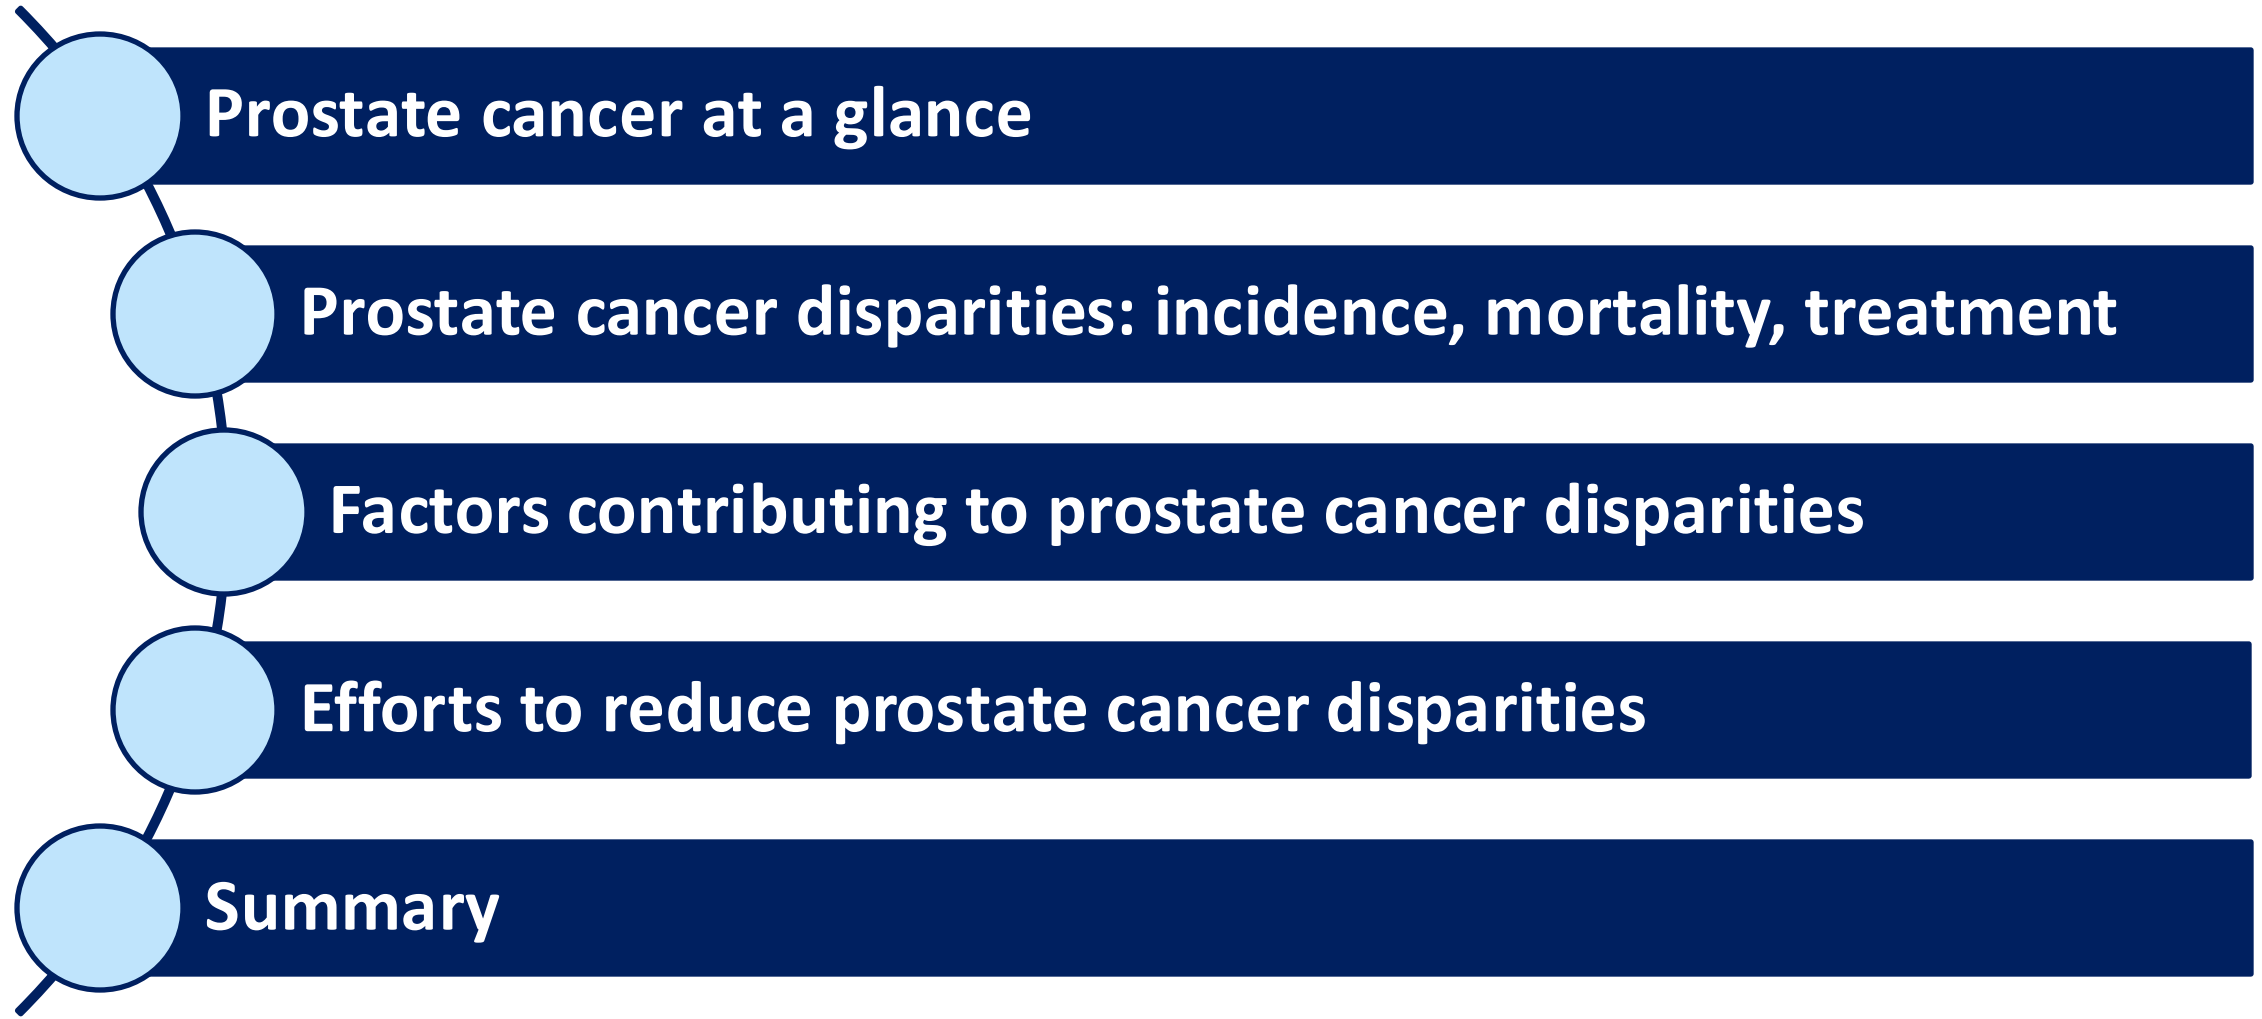 Prostate cancer at a glance
Prostate cancer disparities: incidence, mortality, treatment
Factors contributing to prostate cancer disparities
Efforts to reduce prostate cancer disparities
Summary